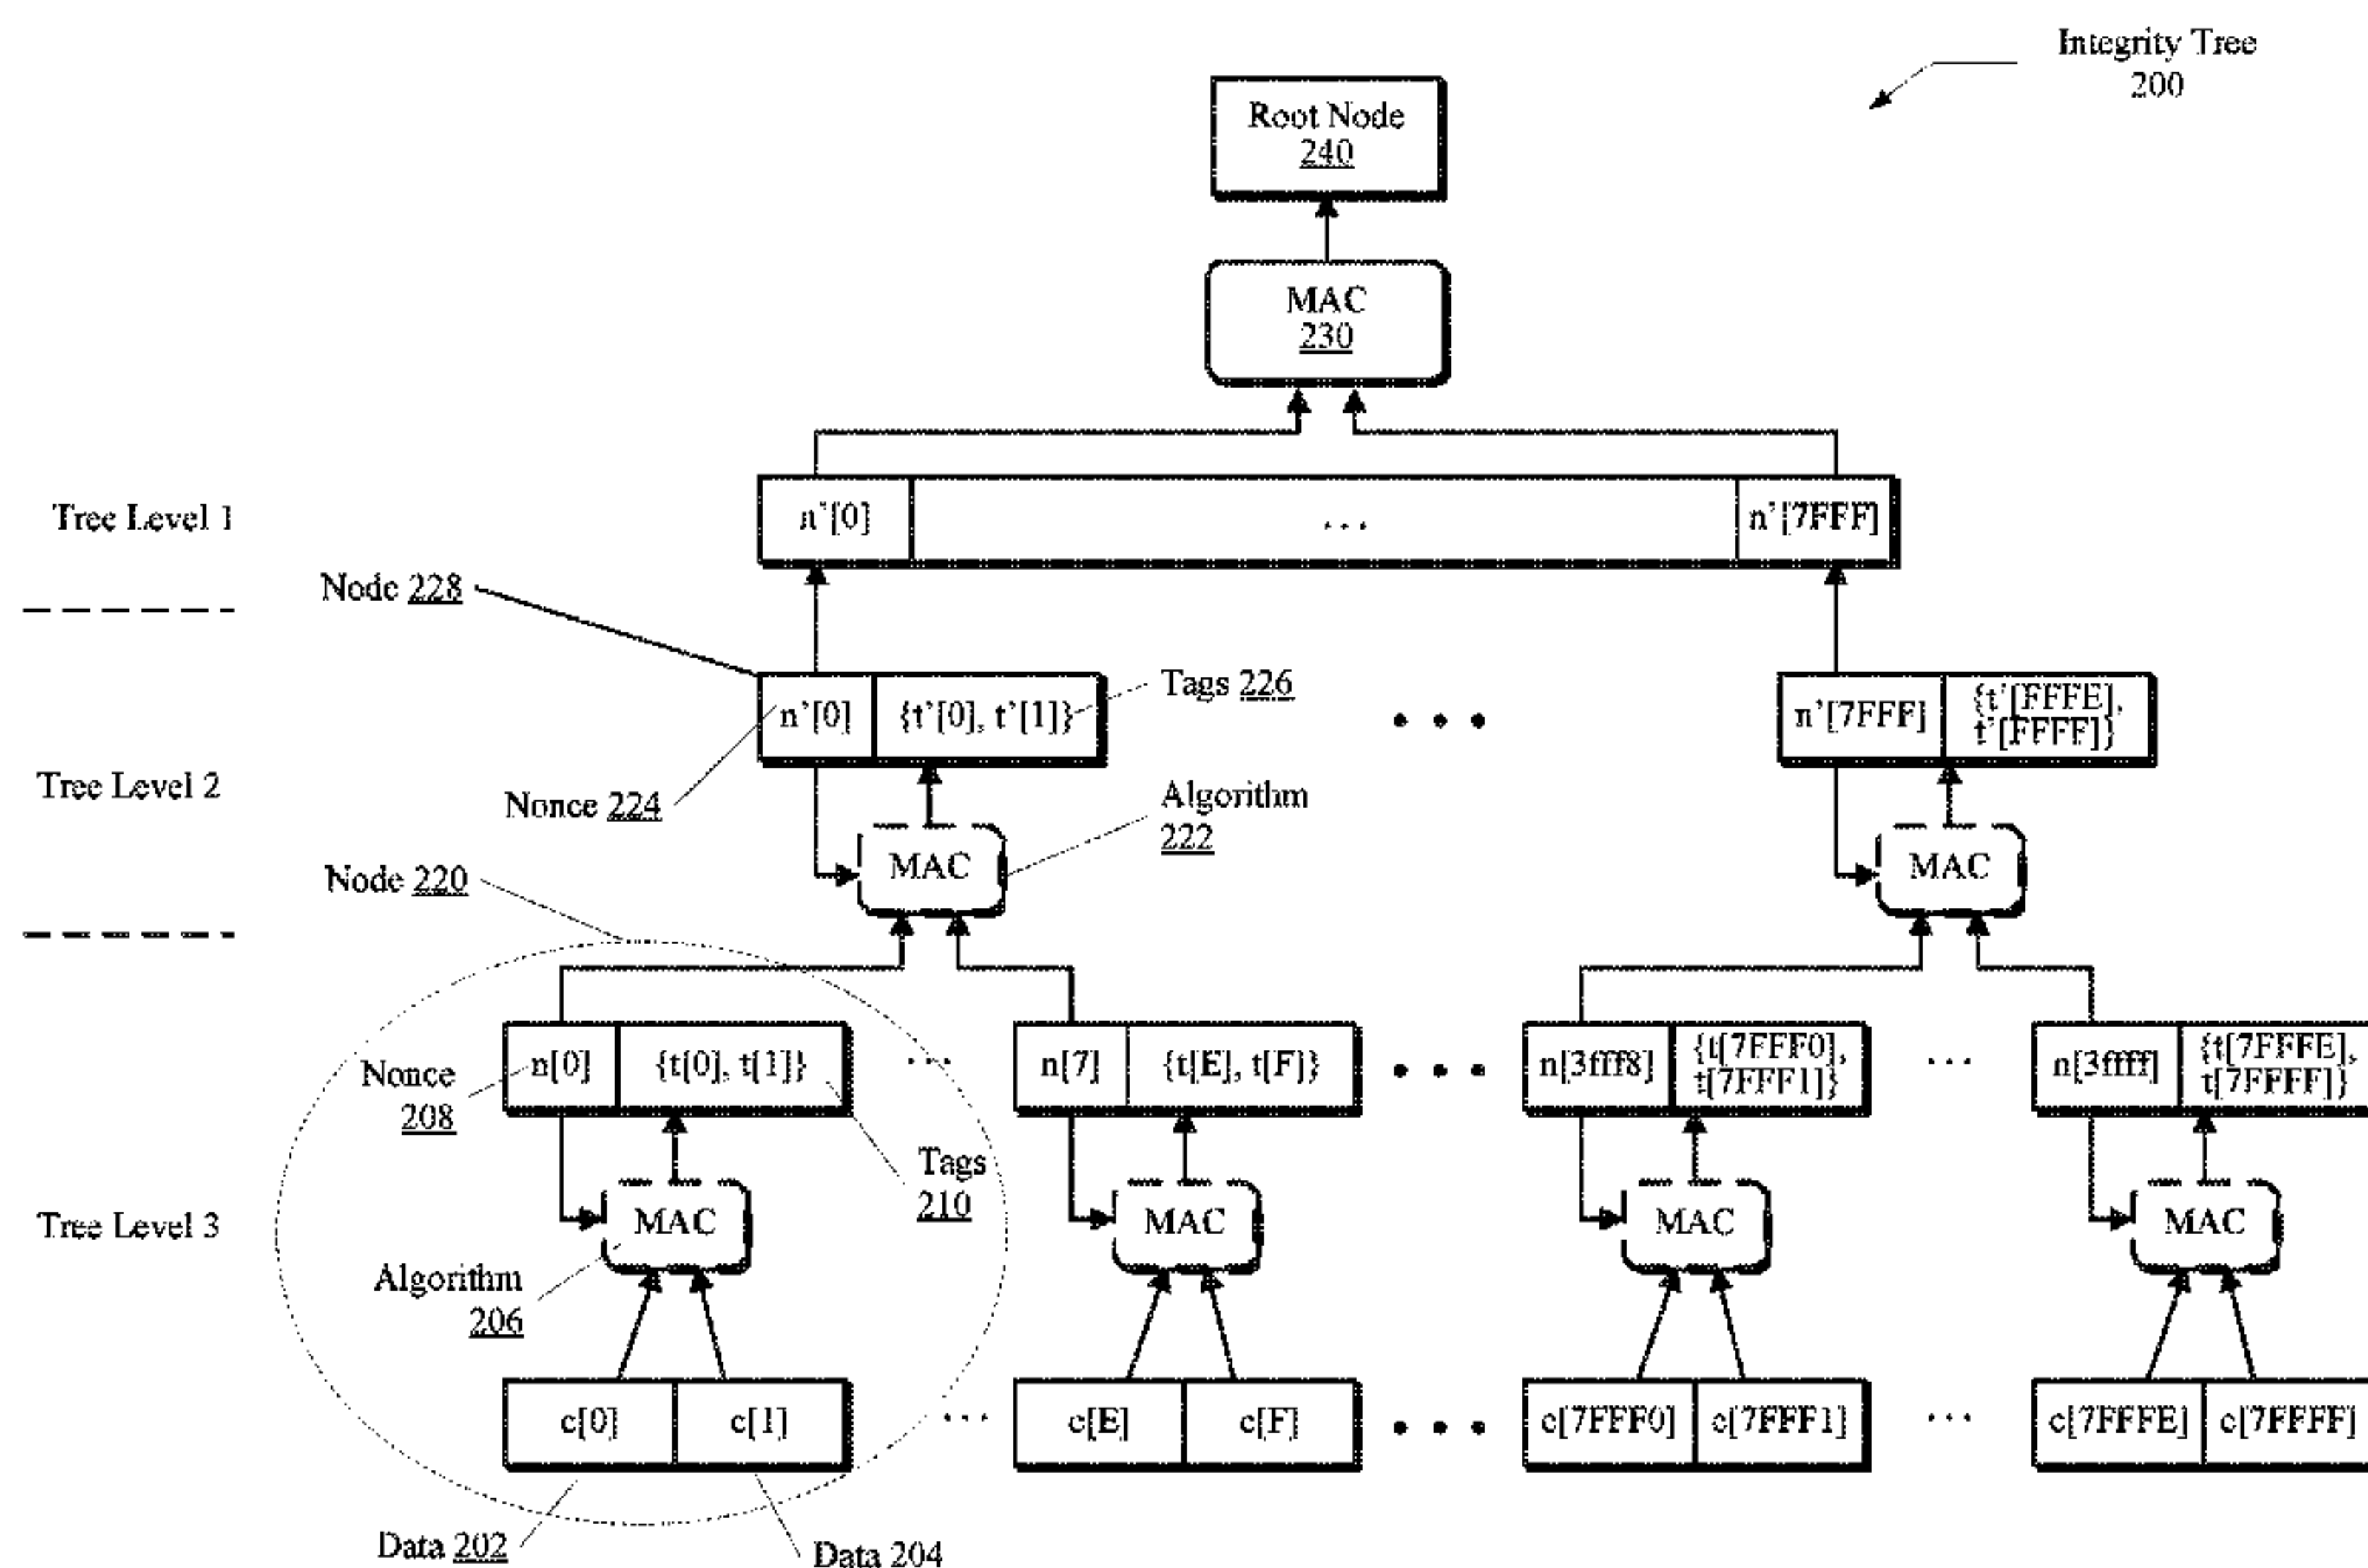 Integrity Tree
200
Root Node
240
MAC
230
Tree Level 1
n'[0]
...
n'[7FFF]
Node 228
n'[0]
{t'[0], t'[1]}
Tags 226
• • •
n'[7FFF]
{t'[FFFE],
t'[FFFF]}
Tree Level 2
Nonce 224
Algorithm
222
MAC
MAC
Node 220
Nonce
208
n[0]
{t[0], t[1]}
...
n[7]
{t[E], t[F]}
• • •
n[3fff8]
{t[7FFF0],
t[7FFF1]}
...
n[3ffff]
{t[7FFFE],
t[7FFFF]}
Tags
210
Tree Level 3
MAC
MAC
MAC
MAC
Algorithm
206
c[0]
c[1]
...
c[E]
c[F]
• • •
c[7FFF0]
c[7FFF1]
...
c[7FFFE]
c[7FFFF]
Data 202
Data 204